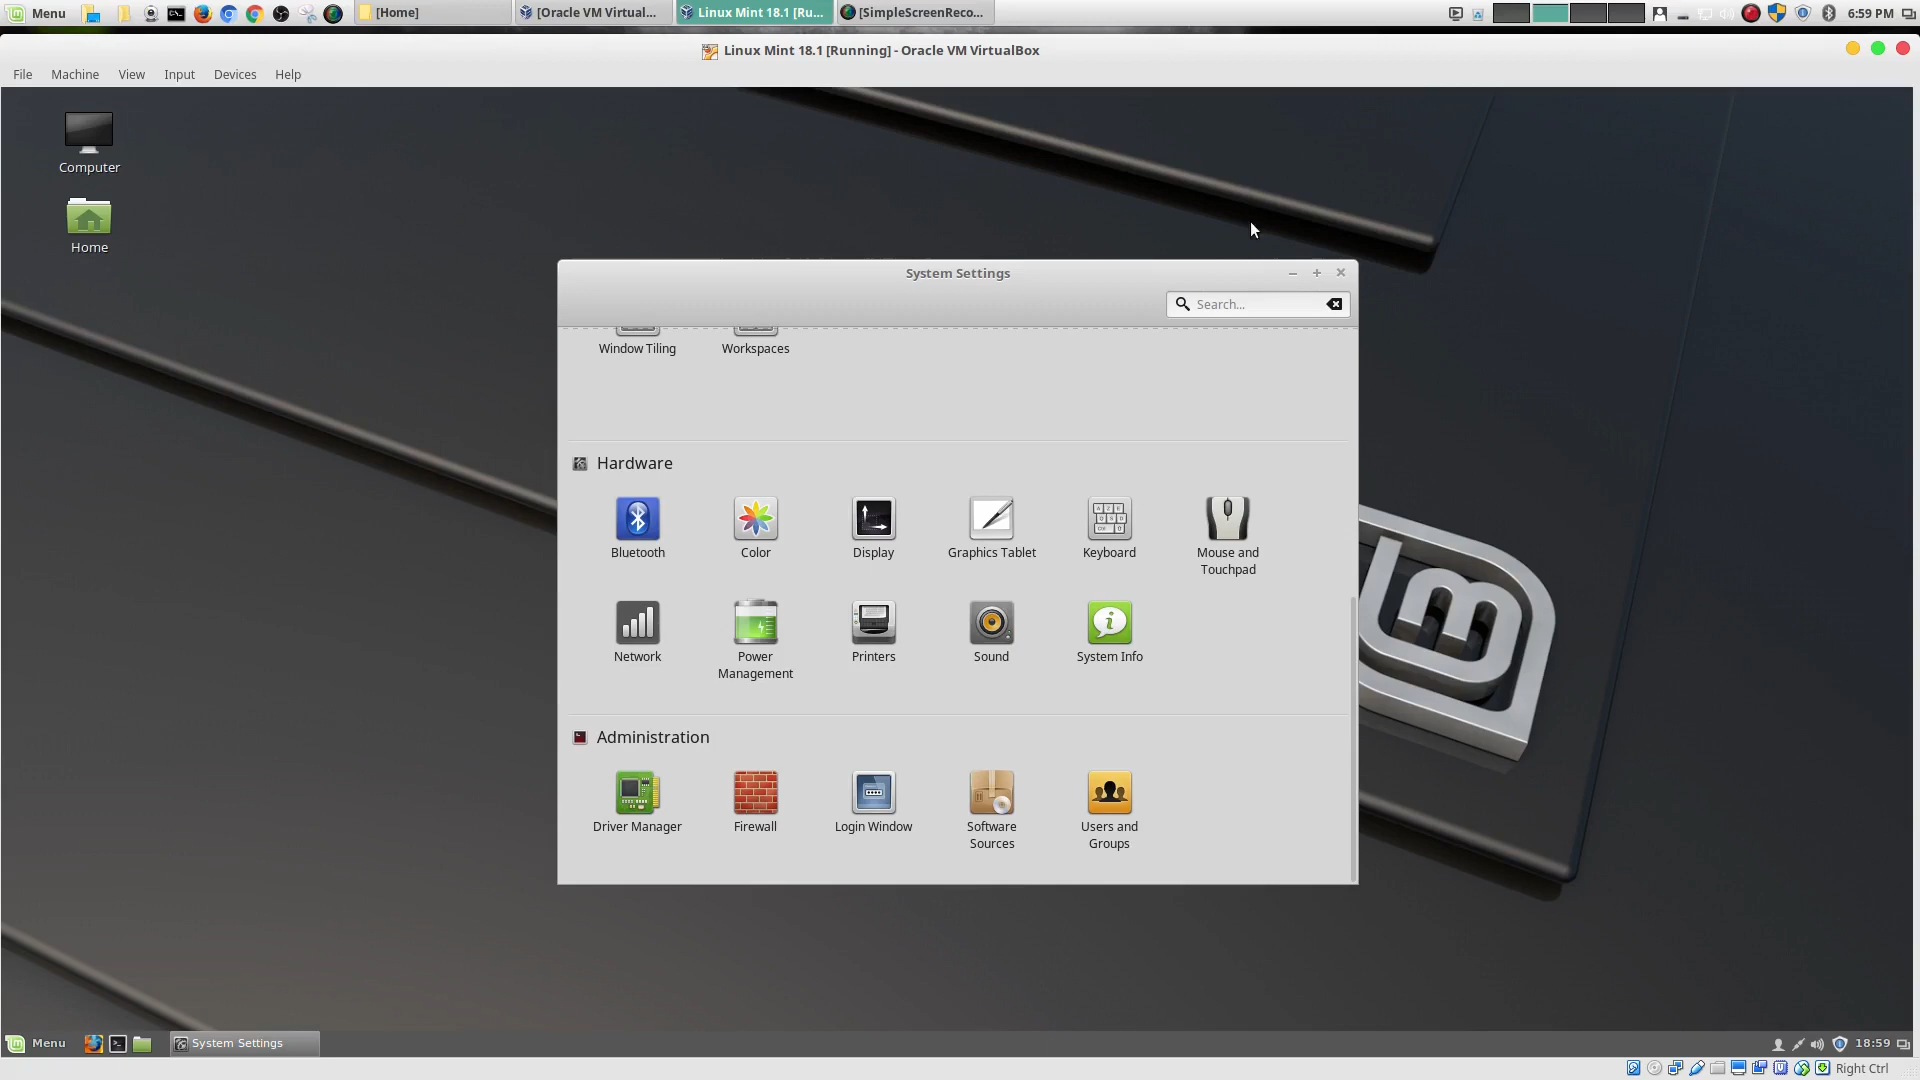 Menu
[Home]
[Oracle VM Virtual...
Linux Mint 18.1 [Ru...
[SimpleScreenReco...
6:59 PM
Linux Mint 18.1 [Running] - Oracle VM VirtualBox
File Machine View Input Devices Help
Computer
Home
System Settings
Search...
Window Tiling
Workspaces
Hardware
Bluetooth
Color
Display
Graphics Tablet
Keyboard
Mouse and
Touchpad
Network
Power
Management
Printers
Sound
System Info
Administration
Driver Manager
Firewall
Login Window
Software
Sources
Users and
Groups
Menu
System Settings
18:59
Right Ctrl